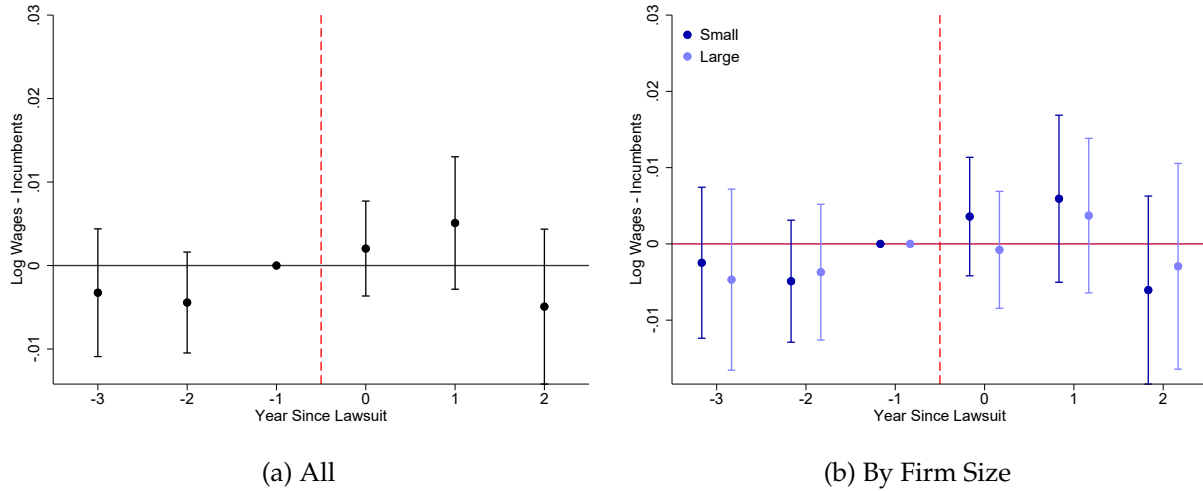 .03
.02
.01
0
-.01
Log Wages - Incumbents
-3 -2 -1 0 1 2
Year Since Lawsuit
(a) All
.03
.02
.01
0
-.01
Log Wages - Incumbents
Small
Large
-3 -2 -1 0 1 2
Year Since Lawsuit
(b) By Firm Size